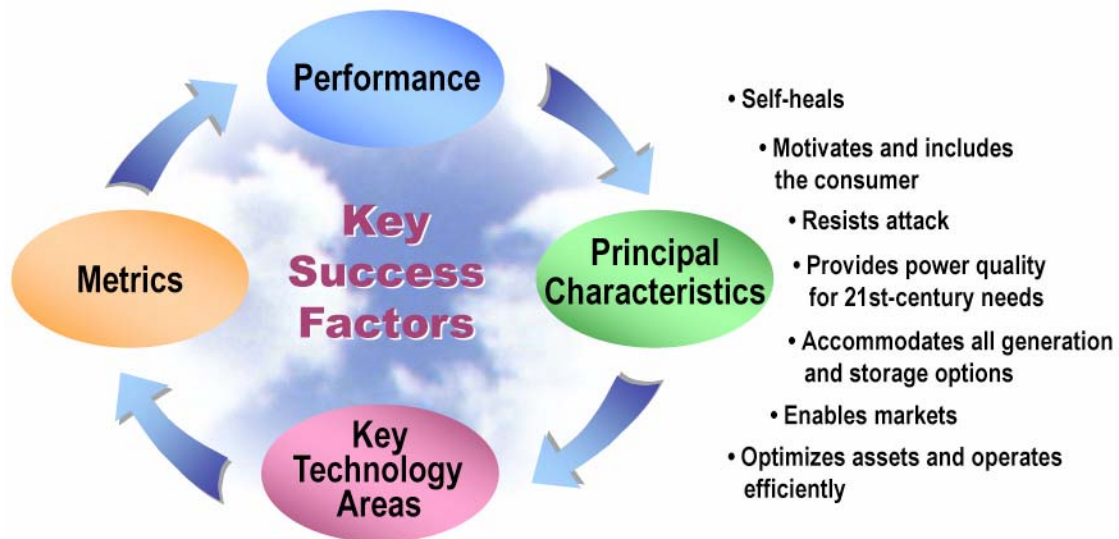 Performance
• Self-heals
• Motivates and includes
the consumer
Key
Success
Factors
Metrics
Principal
Characteristics
• Resists attack
• Provides power quality
for 21st-century needs
• Accommodates all generation
and storage options
• Enables markets
Key
Technology
Areas
• Optimizes assets and operates
efficiently